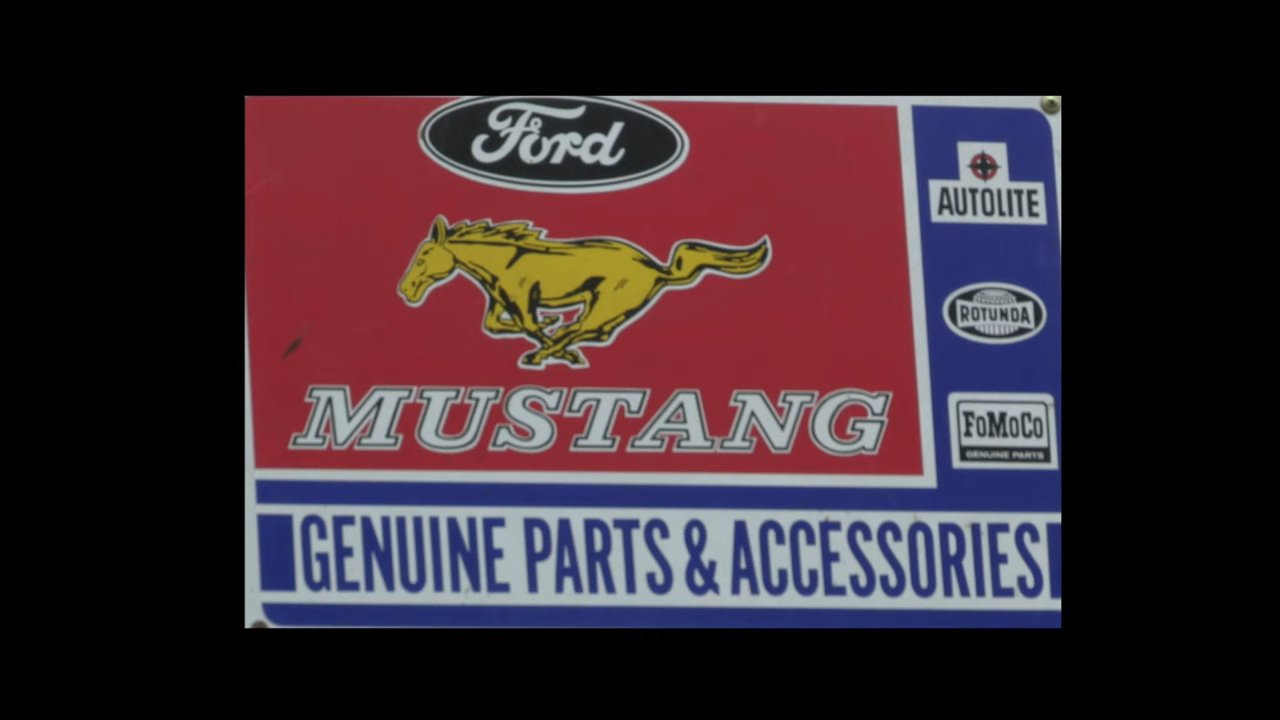 Ford
MUSTANG
AUTOLITE
ROTUNDA
FoMoCo
GENUINE PARTS
GENUINE PARTS & ACCESSORIES